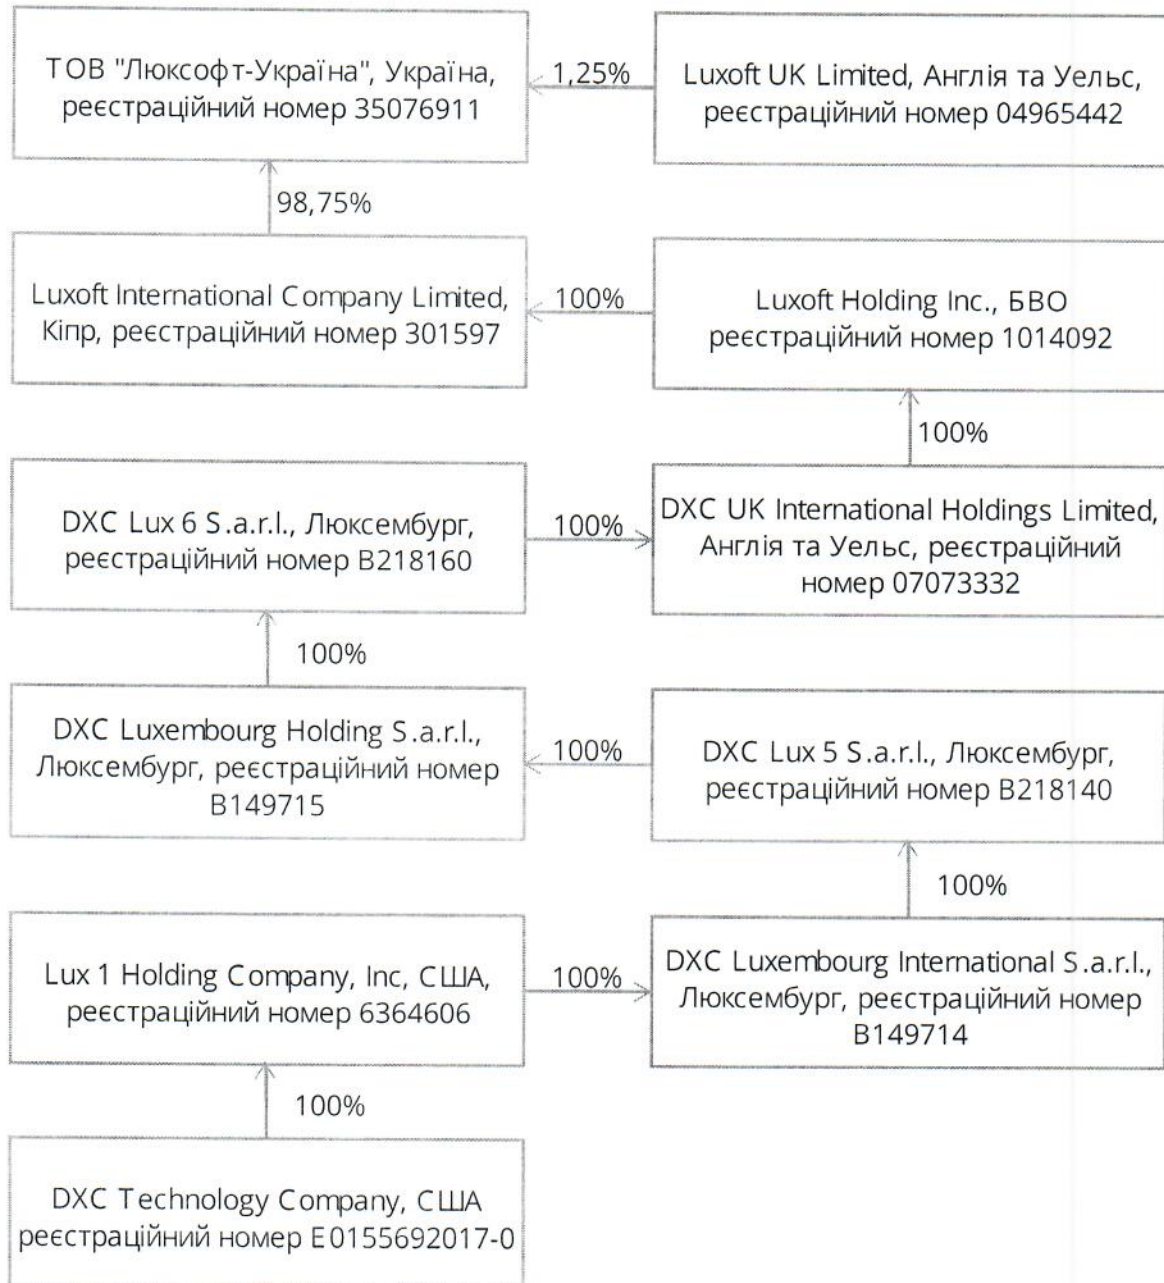 ТОВ "Люксофт-Україна", Україна,
реєстраційний номер 35076911
1,25%
Luxoft UK Limited, Англія та Уельс,
реєстраційний номер 04965442
98,75%
Luxoft International Company Limited,
Кіпр, реєстраційний номер 301597
100%
Luxoft Holding Inc., БВО
реєстраційний номер 1014092
100%
DXC Lux 6 S.a.r.l., Люксембург,
реєстраційний номер B218160
100%
DXC UK International Holdings Limited,
Англія та Уельс, реєстраційний
номер 07073332
100%
DXC Luxembourg Holding S.a.r.l.,
Люксембург, реєстраційний номер
B149715
100%
DXC Lux 5 S.a.r.l., Люксембург,
реєстраційний номер B218140
100%
Lux 1 Holding Company, Inc, США,
реєстраційний номер 6364606
100%
DXC Luxembourg International S.a.r.l.,
Люксембург, реєстраційний номер
B149714
100%
DXC Technology Company, США
реєстраційний номер E0155692017-0